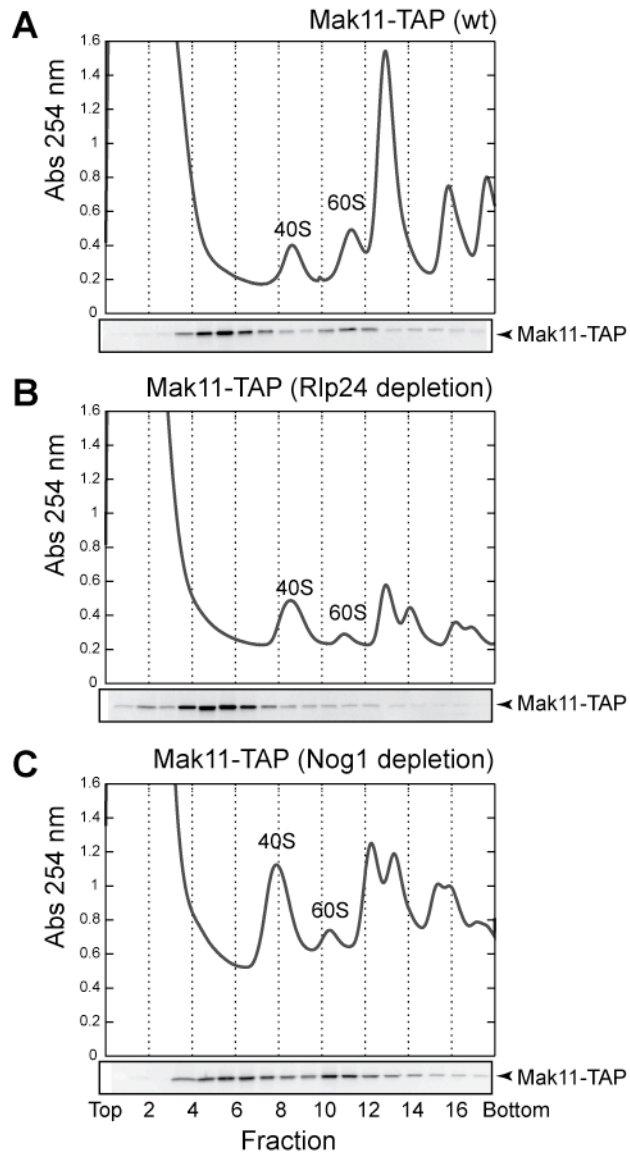 A
Mak11-TAP (wt)
1.6
1.4
1.2
1
0.8
0.6
0.4
0.2
0
Abs 254 nm
40S
60S
Mak11-TAP
B
Mak11-TAP (Rlp24 depletion)
1.6
1.4
1.2
1
0.8
0.6
0.4
0.2
0
Abs 254 nm
40S
60S
Mak11-TAP
C
Mak11-TAP (Nog1 depletion)
1.6
1.4
1.2
1
0.8
0.6
0.4
0.2
0
Abs 254 nm
40S
60S
Mak11-TAP
Top 2 4 6 8 10 12 14 16 Bottom
Fraction